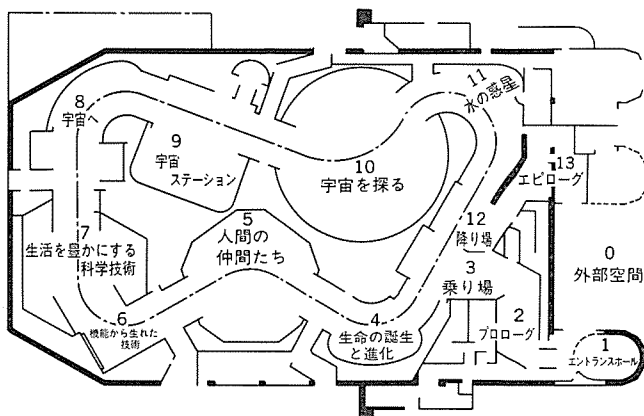 0
外部空間
1
エントランスホール
2
プロローグ
3
乗り場
4
生命の誕生
と進化
5
人間の
仲間たち
6
機能から生れた
技術
7
生活を豊かにする
科学技術
8
宇宙へ
9
宇宙
ステーション
10
宇宙を探る
11
水の惑星
12
降り場
13
エピローグ